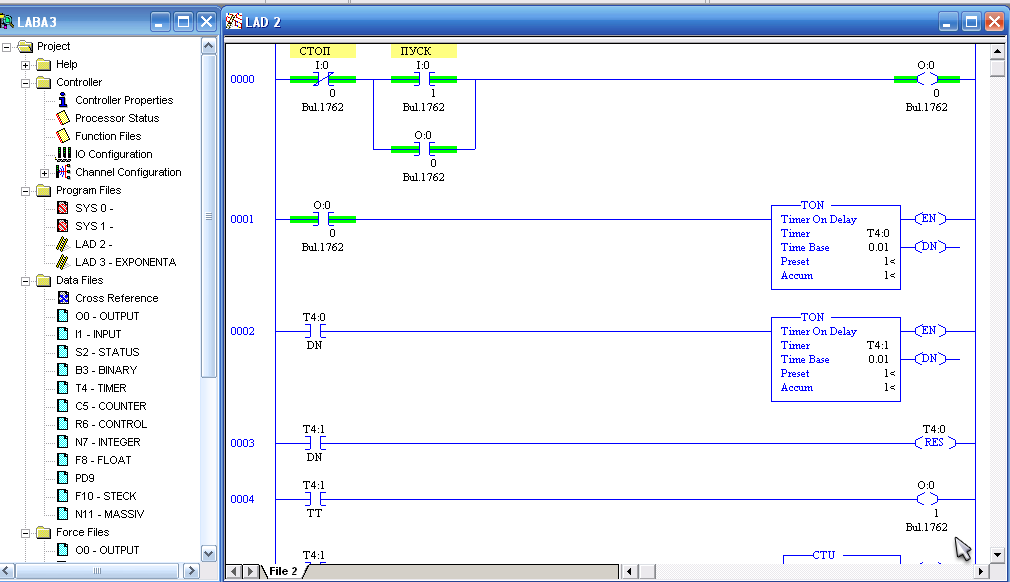 LABA3
Project
Help
Controller
Controller Properties
Processor Status
Function Files
IO Configuration
Channel Configuration
Program Files
SYS 0 -
SYS 1 -
LAD 2 -
LAD 3 - EXPONENTA
Data Files
Cross Reference
O0 - OUTPUT
I1 - INPUT
S2 - STATUS
B3 - BINARY
T4 - TIMER
C5 - COUNTER
R6 - CONTROL
N7 - INTEGER
F8 - FLOAT
PD9
F10 - STECK
N11 - MASSIV
Force Files
O0 - OUTPUT
LAD 2
СТОП ПУСК
I:0 I:0 O:0
0000
0 1 0
Bul.1762 Bul.1762 Bul.1762
O:0
0
Bul.1762
O:0 TON
0001 Timer On Delay EN
0 Timer T4:0
Bul.1762 Time Base 0.01 DN
Preset 1<
Accum 1<
T4:0 TON
0002 Timer On Delay EN
DN Timer T4:1
Time Base 0.01 DN
Preset 1<
Accum 1<
T4:1 T4:0
0003 RES
DN
T4:1 O:0
0004
TT 1
Bul.1762
T4:1 CTU
File 2